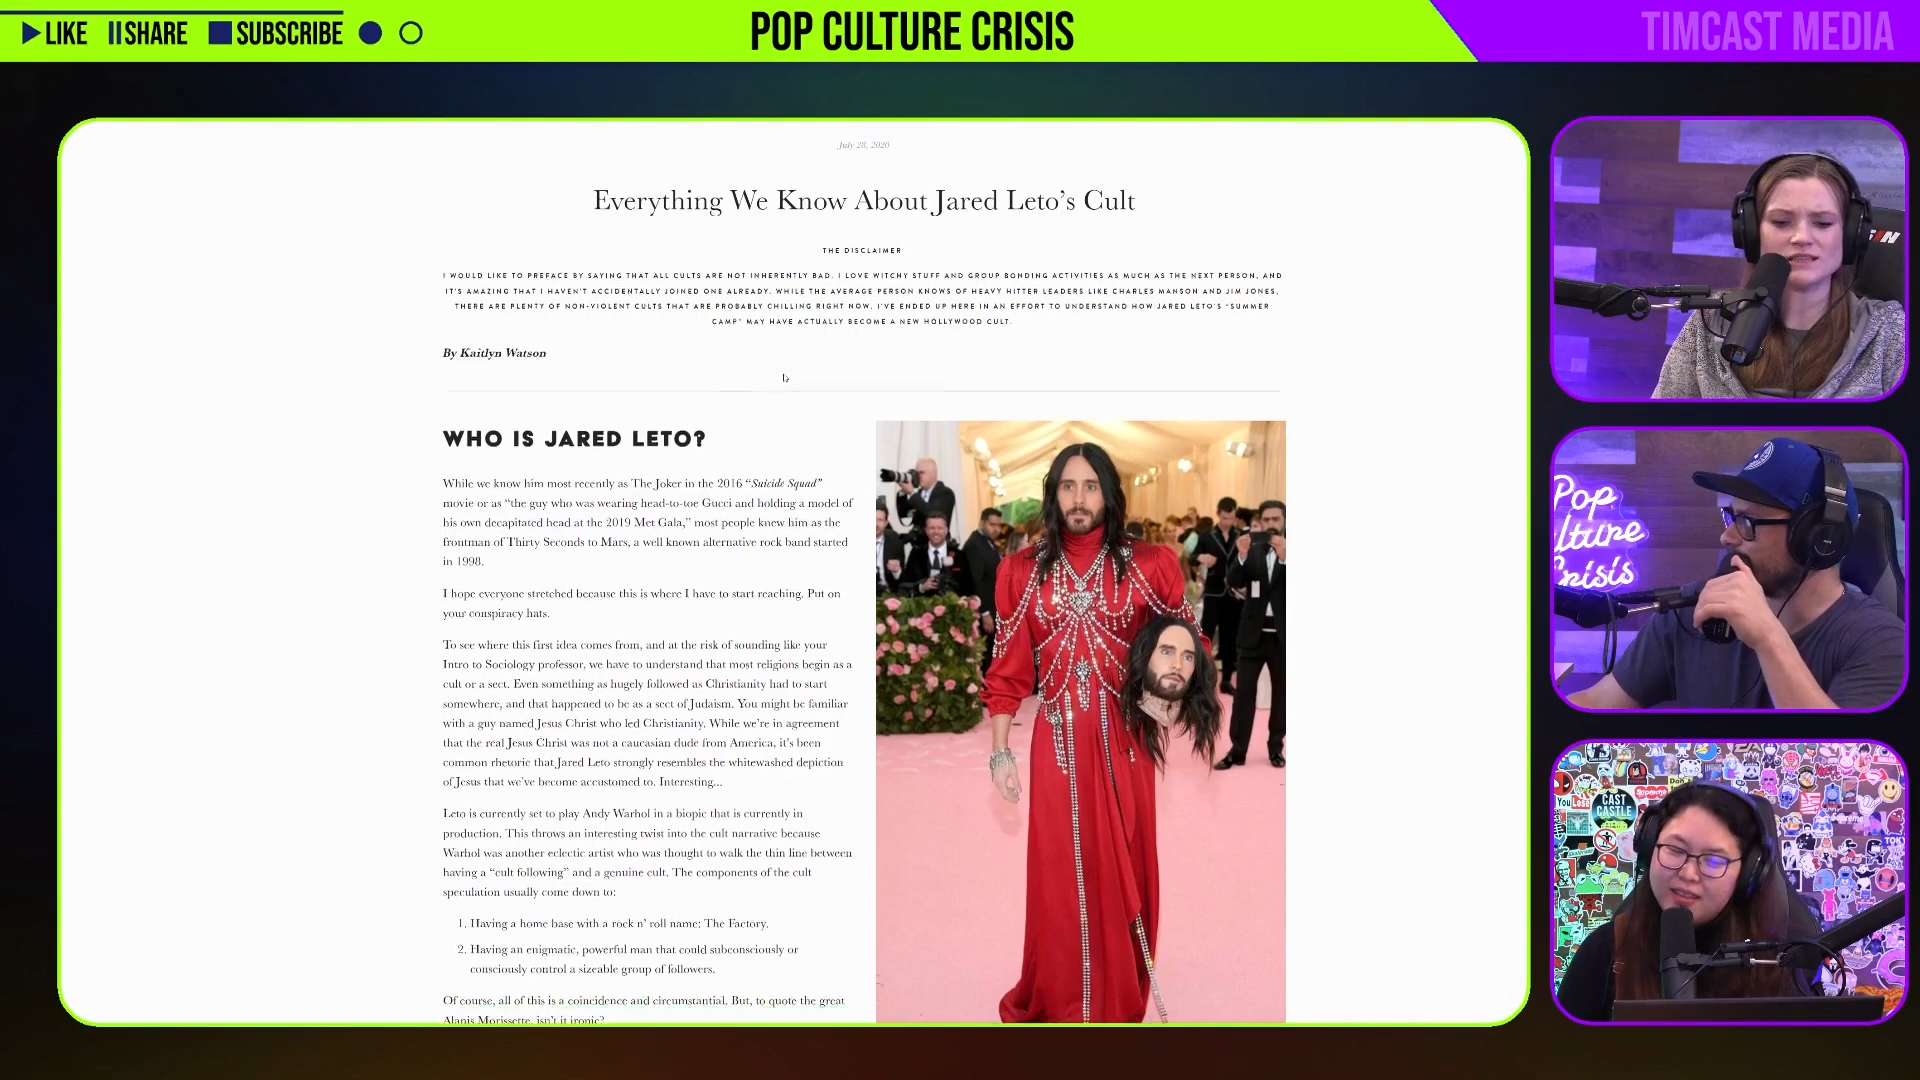 LIKE SHARE SUBSCRIBE
POP CULTURE CRISIS
TIMCAST MEDIA
July 28, 2020
Everything We Know About Jared Leto's Cult
THE DISCLAIMER
I WOULD LIKE TO PREFACE BY SAYING THAT ALL CULTS ARE NOT INHERENTLY BAD. I LOVE WITCHY STUFF AND GROUP BONDING ACTIVITIES AS MUCH AS THE NEXT PERSON, AND
IT'S AMAZING THAT I HAVEN'T ACCIDENTALLY JOINED ONE ALREADY. WHILE THE AVERAGE PERSON KNOWS OF HEAVY HITTER LEADERS LIKE CHARLES MANSON AND JIM JONES,
THERE ARE PLENTY OF NON-VIOLENT CULTS THAT ARE PROBABLY CHILLING RIGHT NOW. I'VE ENDED UP HERE IN AN EFFORT TO UNDERSTAND HOW JARED LETO'S "SUMMER
CAMP" MAY HAVE ACTUALLY BECOME A NEW HOLLYWOOD CULT.
By Kaitlyn Watson
WHO IS JARED LETO?
While we know him most recently as The Joker in the 2016 "Suicide Squad"
movie or as "the guy who was wearing head-to-toe Gucci and holding a model of
his own decapitated head at the 2019 Met Gala," most people knew him as the
frontman of Thirty Seconds to Mars, a well known alternative rock band started
in 1998.
I hope everyone stretched because this is where I have to start reaching. Put on
your conspiracy hats.
To see where this first idea comes from, and at the risk of sounding like your
Intro to Sociology professor, we have to understand that most religions begin as a
cult or a sect. Even something as hugely followed as Christianity had to start
somewhere, and that happened to be as a sect of Judaism. You might be familiar
with a guy named Jesus Christ who led Christianity. While we're in agreement
that the real Jesus Christ was not a caucasian dude from America, it's been
common rhetoric that Jared Leto strongly resembles the whitewashed depiction
of Jesus that we've become accustomed to. Interesting...
Leto is currently set to play Andy Warhol in a biopic that is currently in
production. This throws an interesting twist into the cult narrative because
Warhol was another eclectic artist who was thought to walk the thin line between
having a "cult following" and a genuine cult. The components of the cult
speculation usually come down to:
1. Having a home base with a rock n' roll name: The Factory.
2. Having an enigmatic, powerful man that could subconsciously or
consciously control a sizeable group of followers.
Of course, all of this is a coincidence and circumstantial. But, to quote the great
Alanis Morissette, isn't it ironic?
Pop
lture
Crisis
You Lose
CAST
CASTLE
Supreme